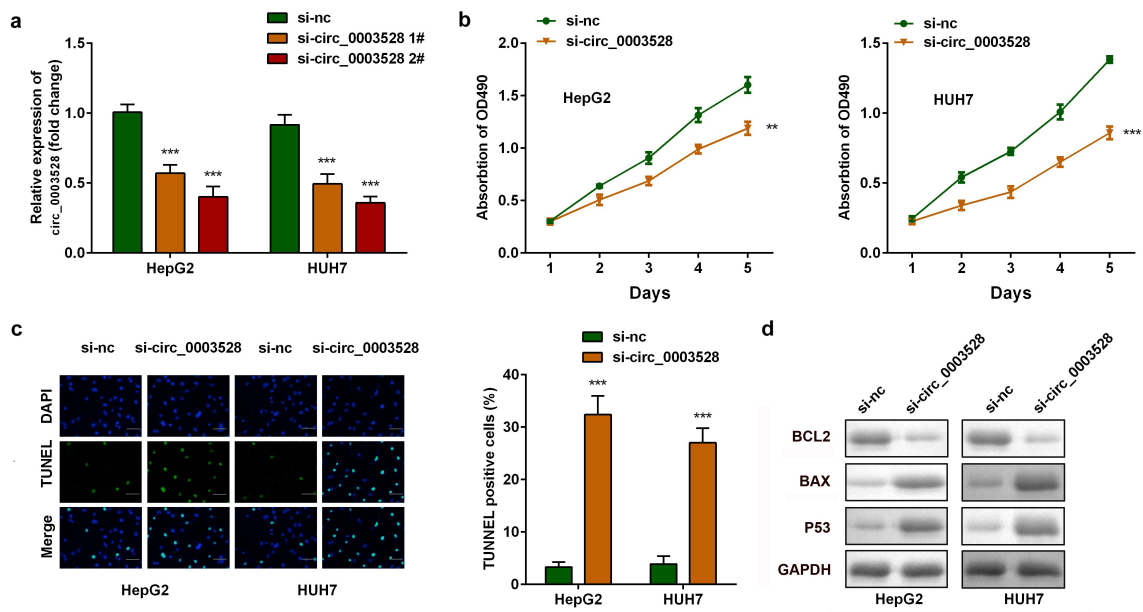 a
si-nc
si-circ_0003528 1#
si-circ_0003528 2#
Relative expression of
circ_0003528 (fold change)
1.5
1.0
0.5
0.0
***
***
***
***
HepG2
HUH7
b
si-nc
si-circ_0003528
HepG2
Absorbtion of OD490
2.0
1.5
1.0
0.5
0.0
**
1 2 3 4 5
Days
si-nc
si-circ_0003528
HUH7
Absorbtion of OD490
1.5
1.0
0.5
0.0
***
1 2 3 4 5
Days
c
si-nc si-circ_0003528 si-nc si-circ_0003528
DAPI
TUNEL
Merge
HepG2 HUH7
si-nc
si-circ_0003528
TUNNEL positive cells (%)
40
30
20
10
0
***
***
HepG2 HUH7
d
si-nc si-circ_0003528 si-nc si-circ_0003528
BCL2
BAX
P53
GAPDH
HepG2 HUH7